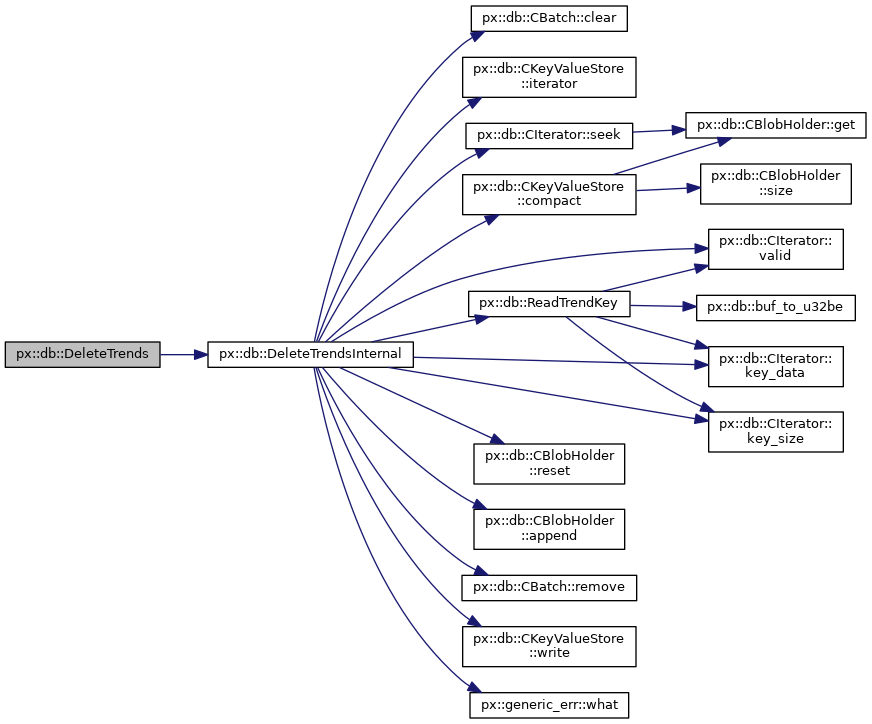 px::db::DeleteTrends
px::db::DeleteTrendsInternal
px::db::CBatch::clear
px::db::CKeyValueStore
::iterator
px::db::CIterator::seek
px::db::CKeyValueStore
::compact
px::db::ReadTrendKey
px::db::CBlobHolder
::reset
px::db::CBlobHolder
::append
px::db::CBatch::remove
px::db::CKeyValueStore
::write
px::generic_err::what
px::db::CBlobHolder::get
px::db::CBlobHolder
::size
px::db::CIterator::
valid
px::db::buf_to_u32be
px::db::CIterator::
key_data
px::db::CIterator::
key_size